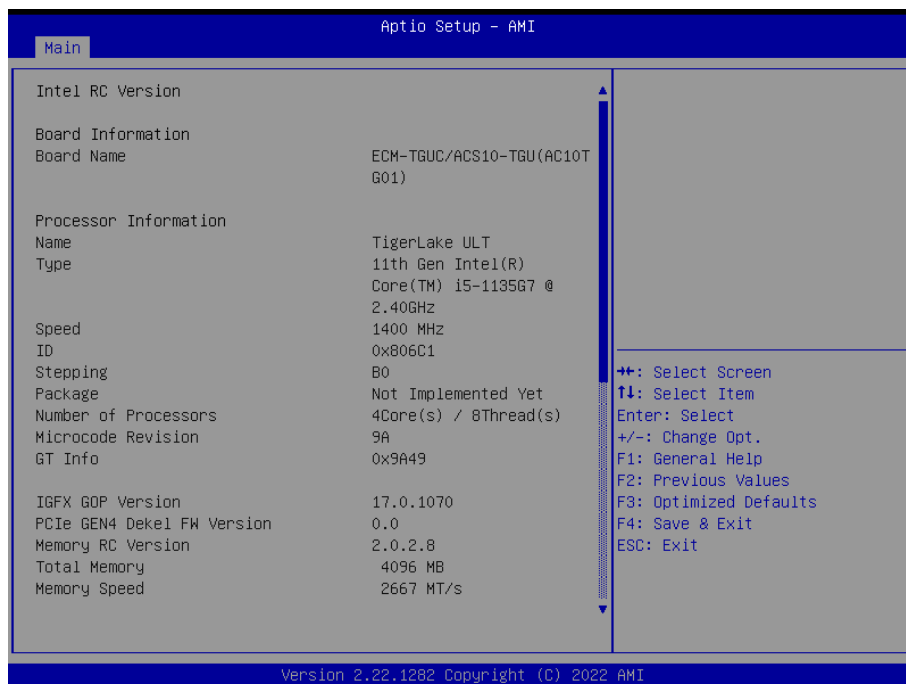 Aptio Setup – AMI
Main
Intel RC Version
Board Information
Board Name ECM-TGUC/ACS10-TGU(AC10T
G01)
Processor Information
Name TigerLake ULT
Type 11th Gen Intel(R)
Core(TM) i5-1135G7 @
2.40GHz
Speed 1400 MHz
ID 0x806C1
Stepping B0
Package Not Implemented Yet
Number of Processors 4Core(s) / 8Thread(s)
Microcode Revision 9A
GT Info 0x9A49
IGFX GOP Version 17.0.1070
PCIe GEN4 Dekel FW Version 0.0
Memory RC Version 2.0.2.8
Total Memory 4096 MB
Memory Speed 2667 MT/s
→←: Select Screen
↑↓: Select Item
Enter: Select
+/-: Change Opt.
F1: General Help
F2: Previous Values
F3: Optimized Defaults
F4: Save & Exit
ESC: Exit
Version 2.22.1282 Copyright (C) 2022 AMI